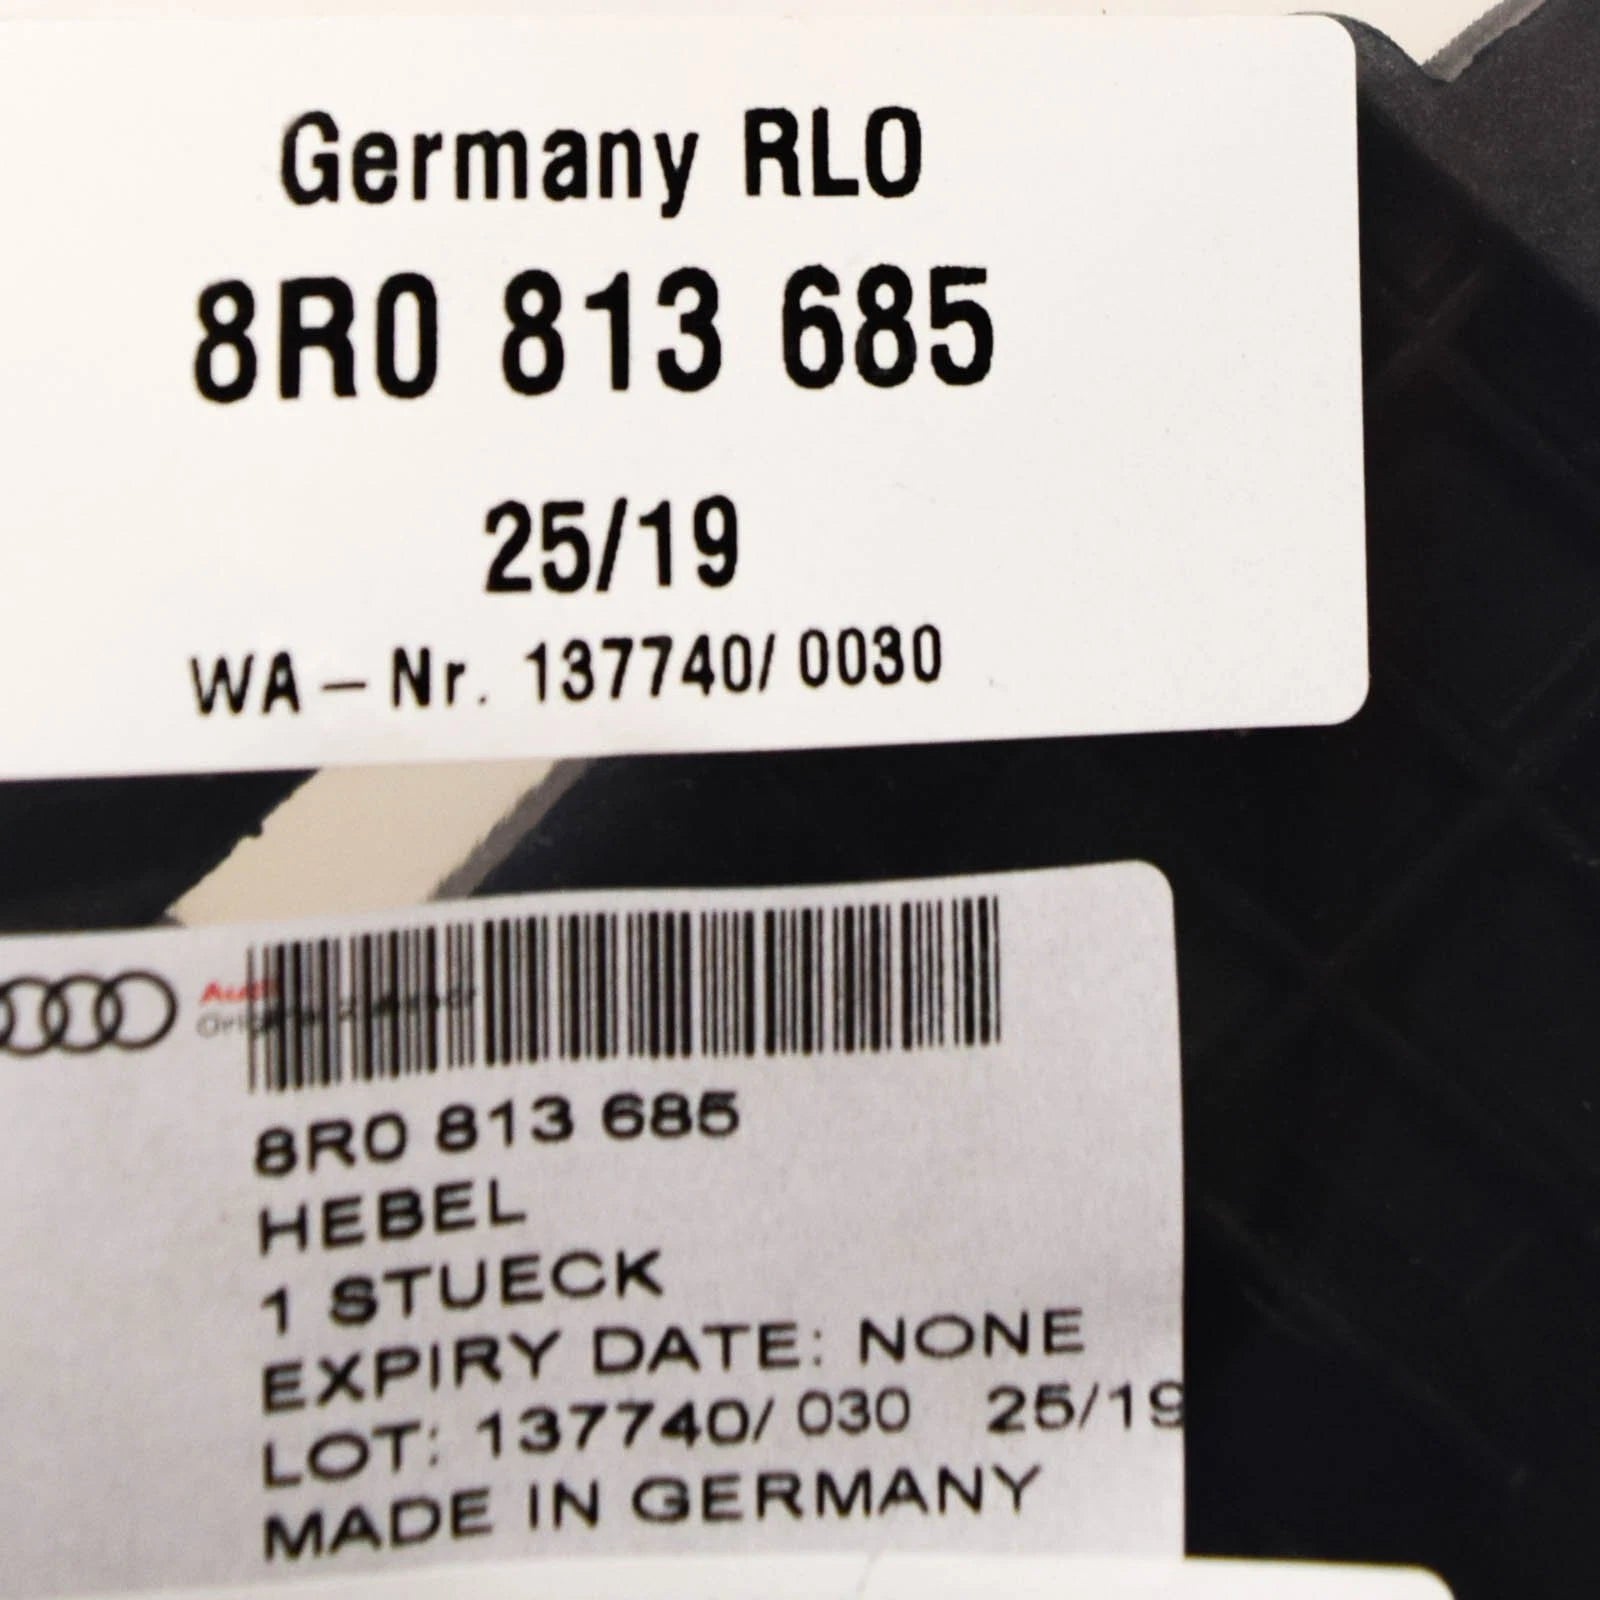 Germany RLO
8R0 813 685
25/19
WA - Nr. 137740/ 0030
Audi
8R0 813 685
HEBEL
1 STUECK
EXPIRY DATE: NONE
LOT: 137740/ 030 25/19
MADE IN GERMANY